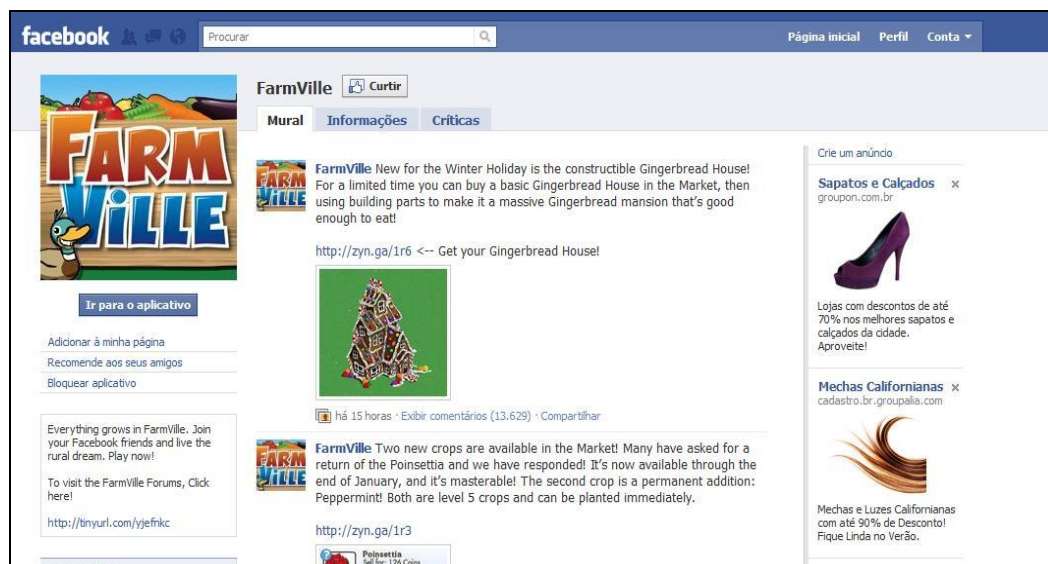 facebook
Procurar
Página inicial Perfil Conta
FARM
VILLE
FarmVille Curtir
Mural Informações Críticas
Ir para o aplicativo
Adicionar à minha página
Recomende aos seus amigos
Bloquear aplicativo
Everything grows in FarmVille. Join
your Facebook friends and live the
rural dream. Play now!
To visit the FarmVille Forums, Click
here!
http://tinyurl.com/yjefnkc
FARM
VILLE
FarmVille New for the Winter Holiday is the constructible Gingerbread House!
For a limited time you can buy a basic Gingerbread House in the Market, then
using building parts to make it a massive Gingerbread mansion that's good
enough to eat!
http://zyn.ga/1r6 <-- Get your Gingerbread House!
há 15 horas · Exibir comentários (13.629) · Compartilhar
FARM
VILLE
FarmVille Two new crops are available in the Market! Many have asked for a
return of the Poinsettia and we have responded! It's now available through the
end of January, and it's masterable! The second crop is a permanent addition:
Peppermint! Both are level 5 crops and can be planted immediately.
http://zyn.ga/1r3
Poinsettia
Sell for: 126 Coins
Crie um anúncio
Sapatos e Calçados x
groupon.com.br
Lojas com descontos de até
70% nos melhores sapatos e
calçados da cidade.
Aproveite!
Mechas Californianas x
cadastro.br.groupalia.com
Mechas e Luzes Californianas
com até 90% de Desconto!
Fique Linda no Verão.